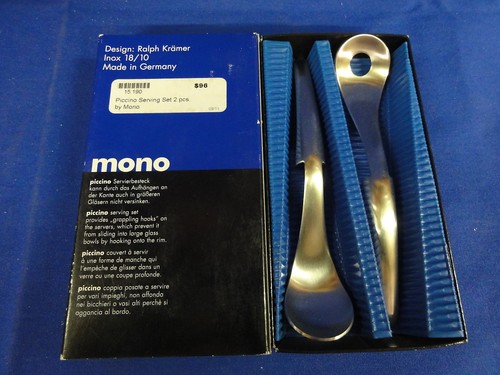 Design: Ralph Krämer
Inox 18/10
Made in Germany
15 190 $96
Piccino Serving Set 2 pcs.
by Mono
mono
piccino Servierbesteck
kann durch das Aufhängen an
der Kante auch in größeren
Gläsern nicht versinken.
piccino serving set
provides „grappling hooks" on
the servers, which prevent it
from sliding into large glass
bowls by hooking onto the rim.
piccino couvert à servir
à une forme de manche qui
l'empêche de glisser dans un
verre ou une coupe profonde.
piccino coppia posate a servire
per vari impieghi, non affonda
nei bicchieri o vasi alti perché si
aggancia al bordo.